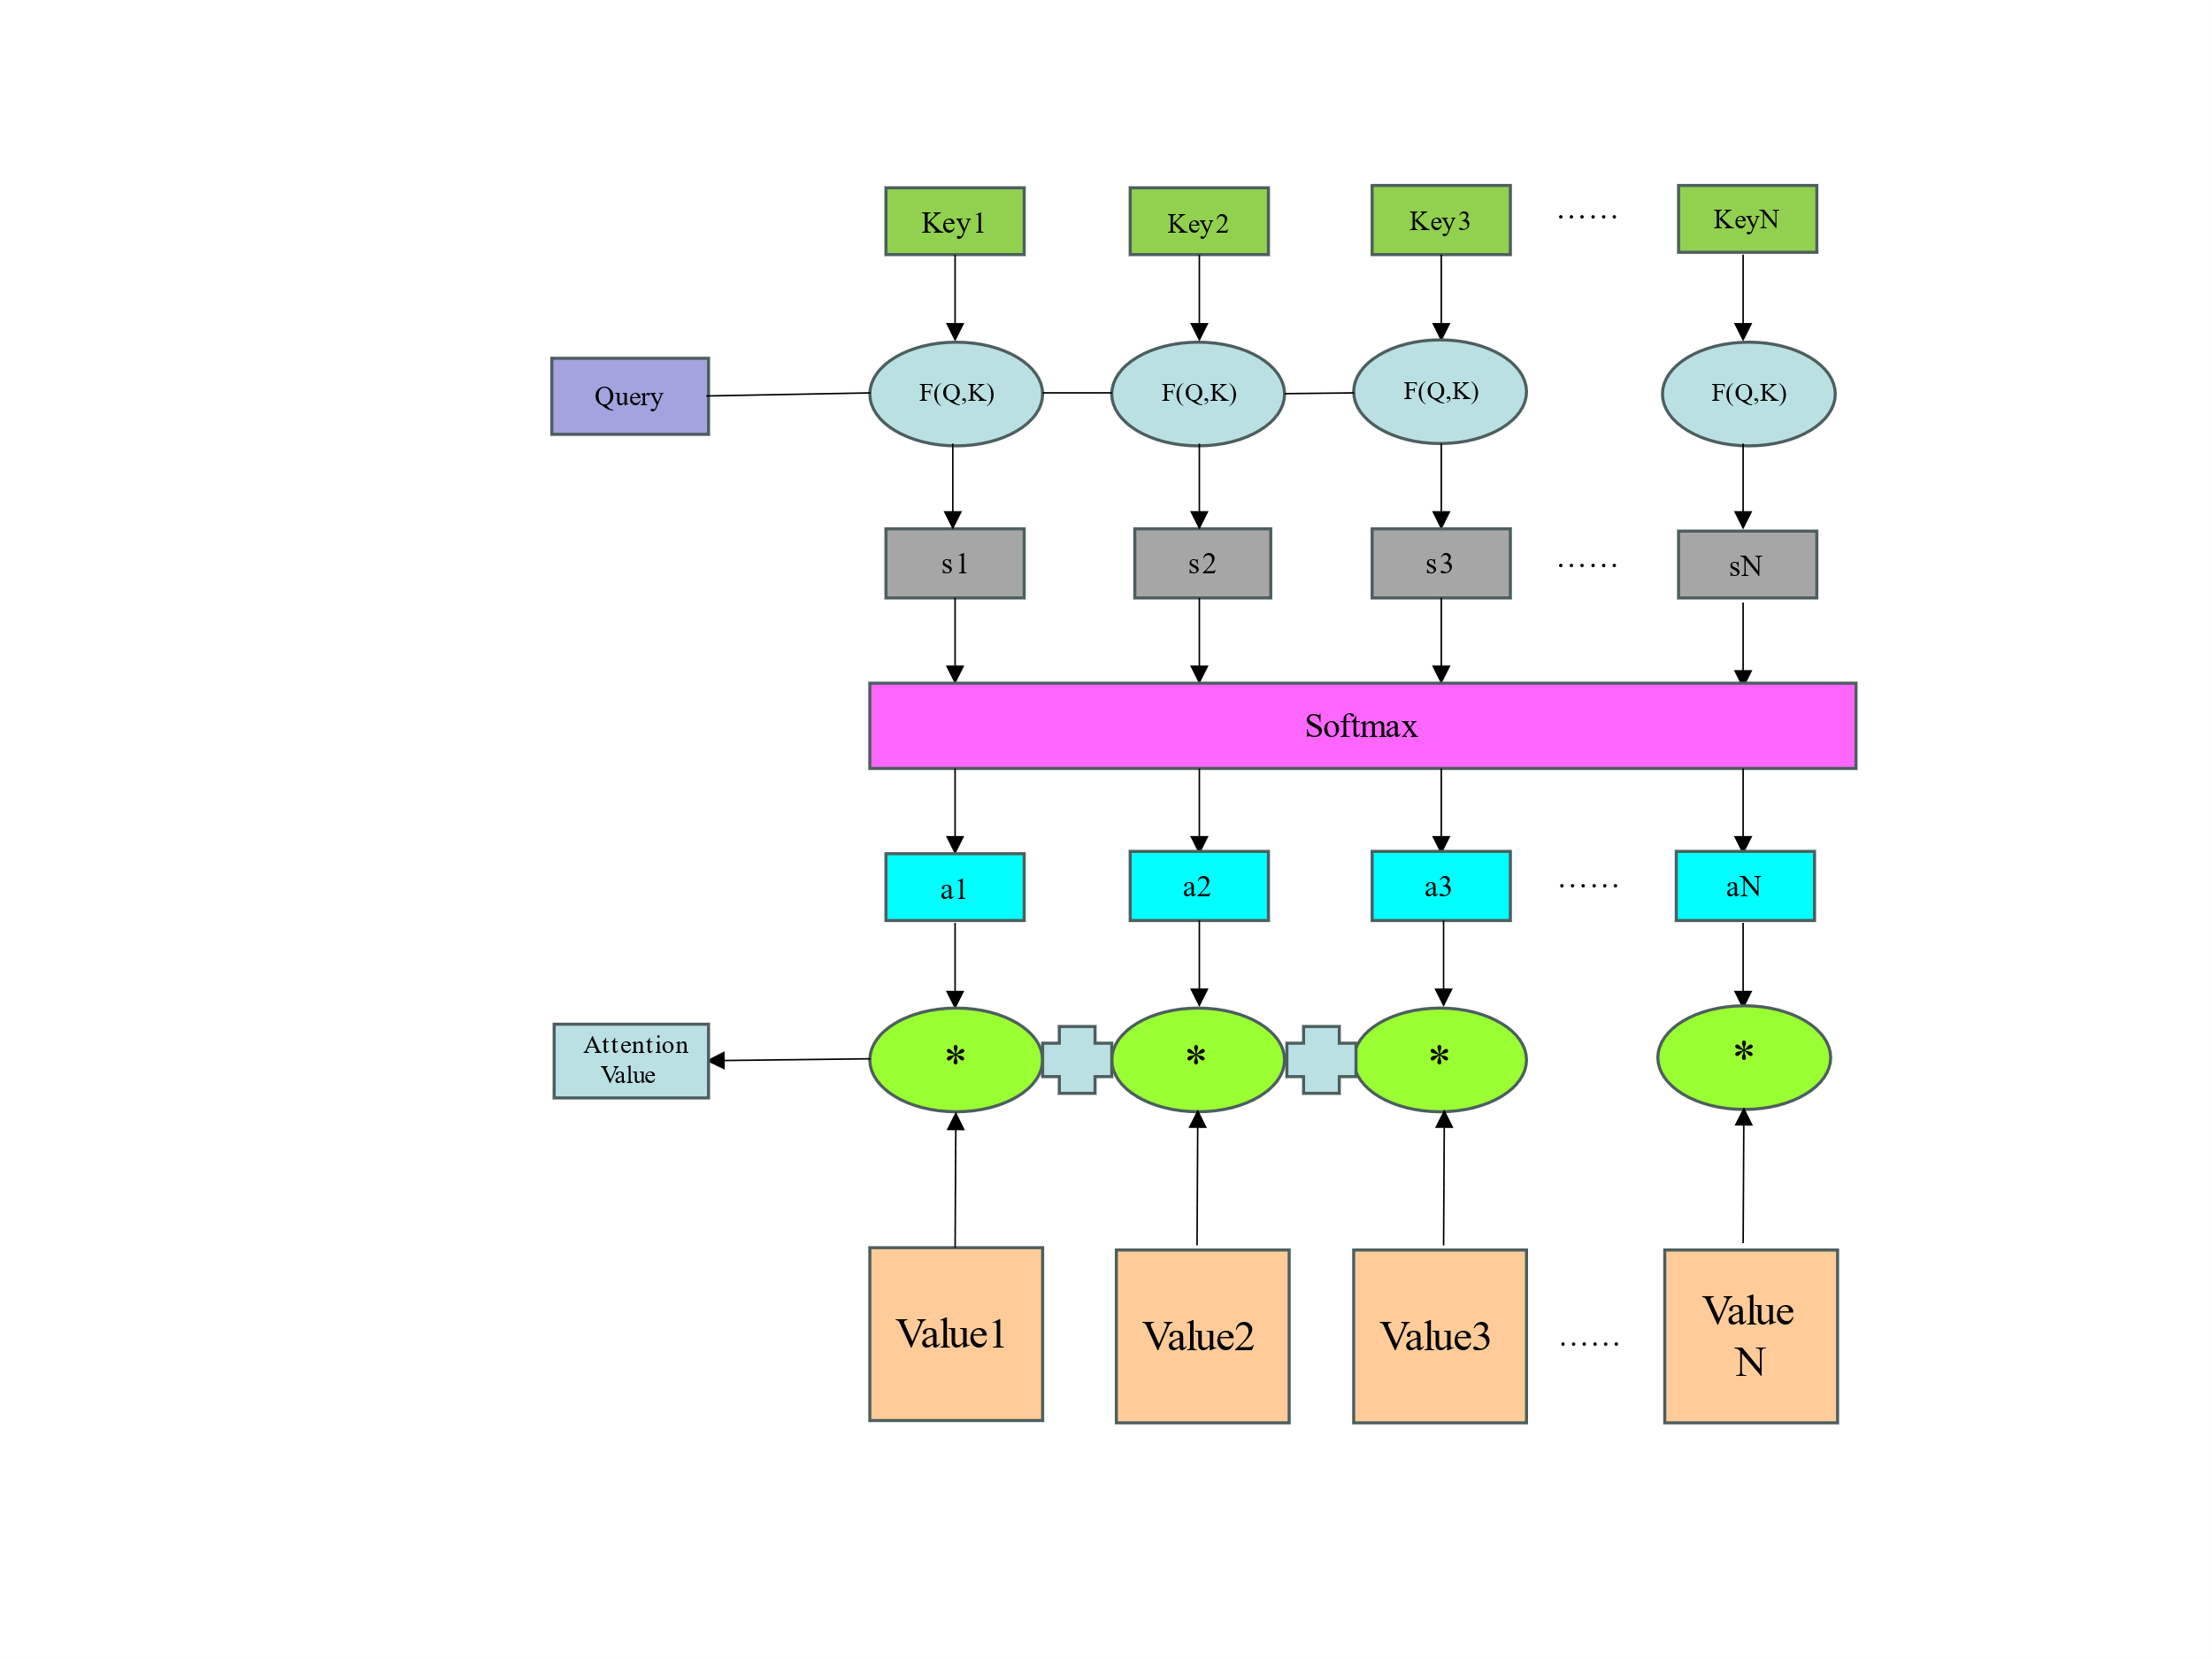 Key1
Key2
Key3
......
KeyN
Query
F(Q,K)
F(Q,K)
F(Q,K)
F(Q,K)
s1
s2
s3
......
sN
Softmax
a1
a2
a3
......
aN
Attention
Value
*
*
*
*
Value1
Value2
Value3
......
Value
N